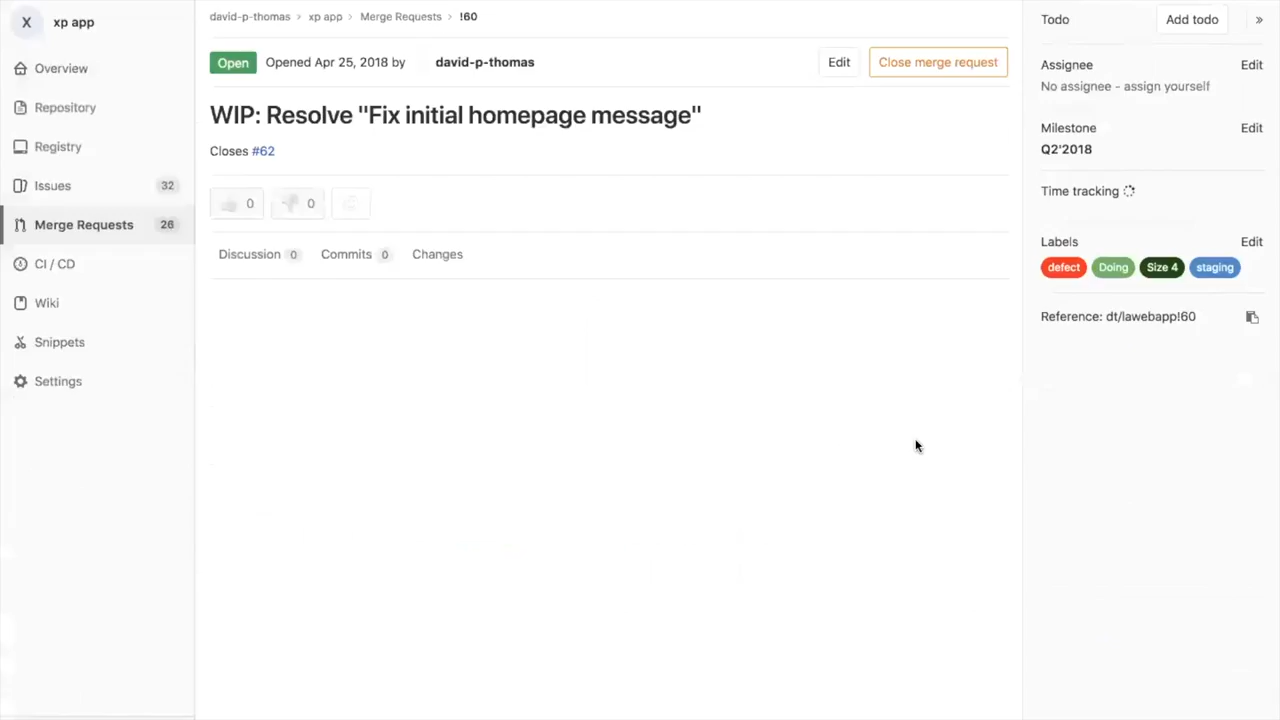 X xp app
Overview
Repository
Registry
Issues 32
Merge Requests 26
CI / CD
Wiki
Snippets
Settings
david-p-thomas > xp app > Merge Requests > !60
Open Opened Apr 25, 2018 by david-p-thomas Edit Close merge request
WIP: Resolve "Fix initial homepage message"
Closes #62
0 0
Discussion 0 Commits 0 Changes
Todo Add todo »
Assignee Edit
No assignee - assign yourself
Milestone Edit
Q2'2018
Time tracking
Labels Edit
defect Doing Size 4 staging
Reference: dt/lawebapp!60